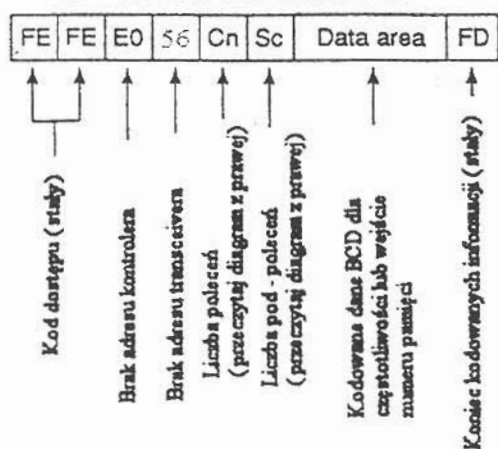 FE FE E0 56 Cn Sc Data area FD
Kod dostępu ( stały )
Brak adresu kontrolera
Brak adresu transceivera
Liczba poleceń
( przeczytaj diagram z prawej )
Liczba pod - poleceń
( przeczytaj diagram z prawej )
Kodowane dane BCD dla
częstotliwości lub wejście
numeru pamięci
Koniec kodowanych informacji ( stały )